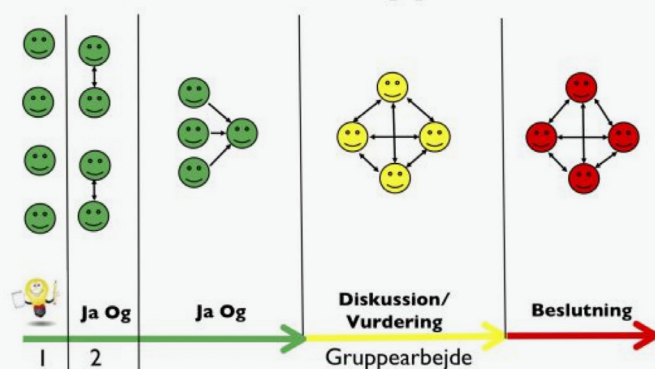 Ja Og
Ja Og
Diskussion/
Vurdering
Beslutning
1
2
Gruppearbejde